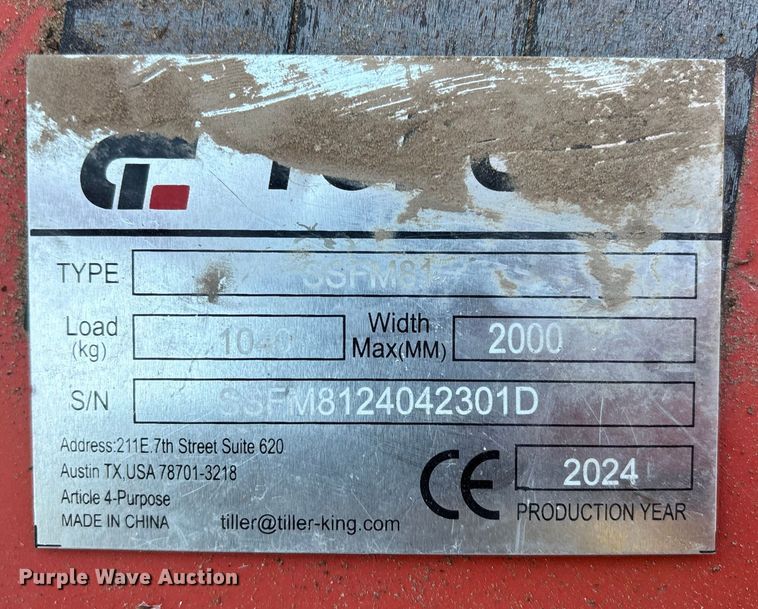 TYPE SSFM81
Load (kg) Width Max(MM) 2000
S/N SSFM8124042301D
Address:211E.7th Street Suite 620
Austin TX,USA 78701-3218
Article 4-Purpose
MADE IN CHINA tiller@tiller-king.com
CE 2024
PRODUCTION YEAR
Purple Wave Auction